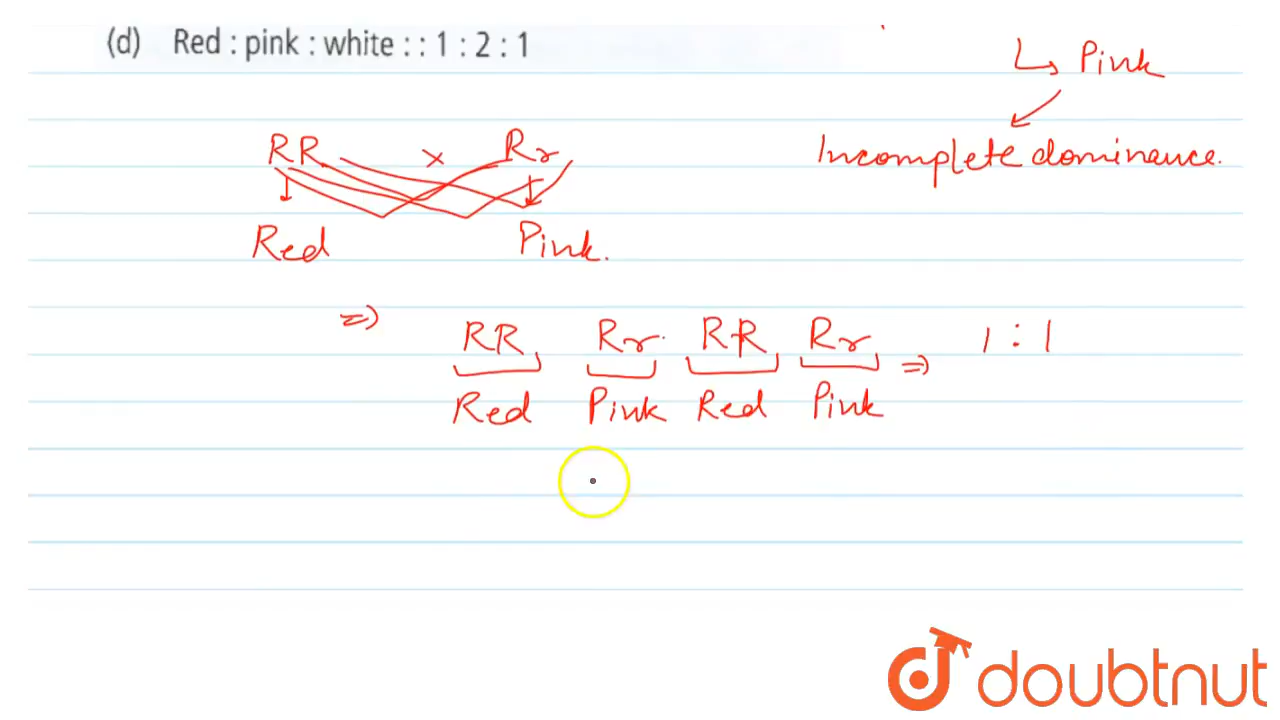 (d) Red : pink : white : : 1 : 2 : 1
↳ Pink
Incomplete dominance.
RR × Rr
Red Pink.
⇒ RR Rr RR Rr ⇒ 1 : 1
Red Pink Red Pink
doubtnut